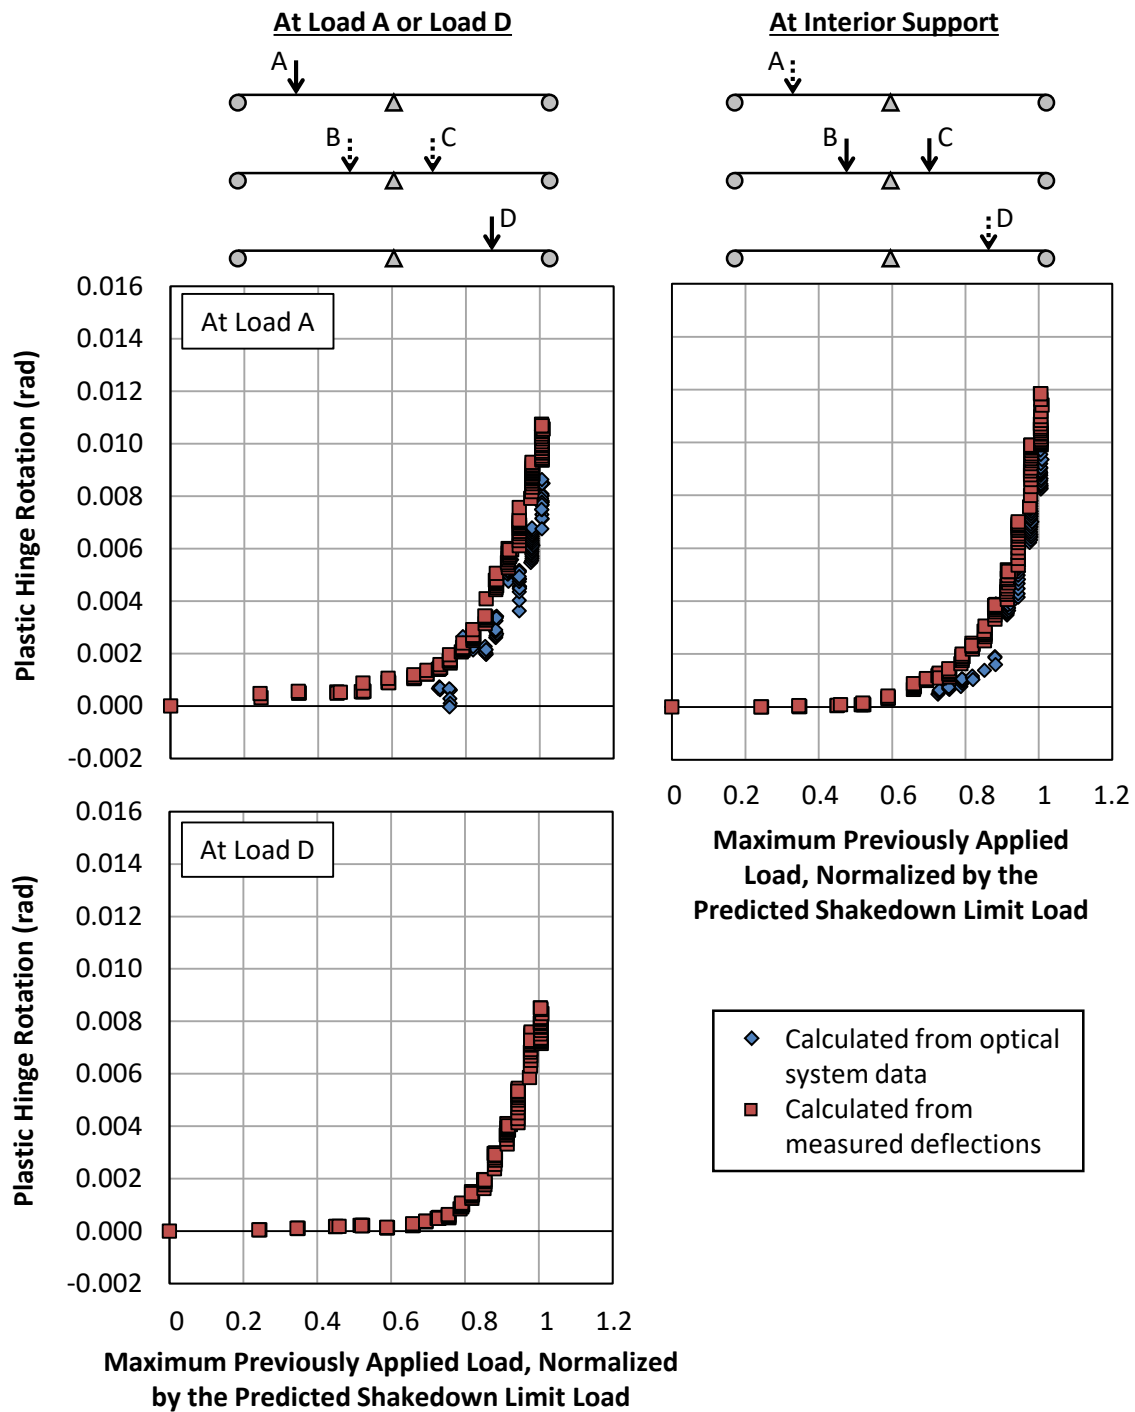 At Load A or Load D
A
B
C
D
At Interior Support
A
B
C
D
Plastic Hinge Rotation (rad)
0.016
0.014
0.012
0.010
0.008
0.006
0.004
0.002
0.000
-0.002
At Load A
0 0.2 0.4 0.6 0.8 1 1.2
Maximum Previously Applied
Load, Normalized by the
Predicted Shakedown Limit Load
Plastic Hinge Rotation (rad)
0.016
0.014
0.012
0.010
0.008
0.006
0.004
0.002
0.000
-0.002
At Load D
0 0.2 0.4 0.6 0.8 1 1.2
Maximum Previously Applied Load, Normalized
by the Predicted Shakedown Limit Load
Calculated from optical
system data
Calculated from
measured deflections